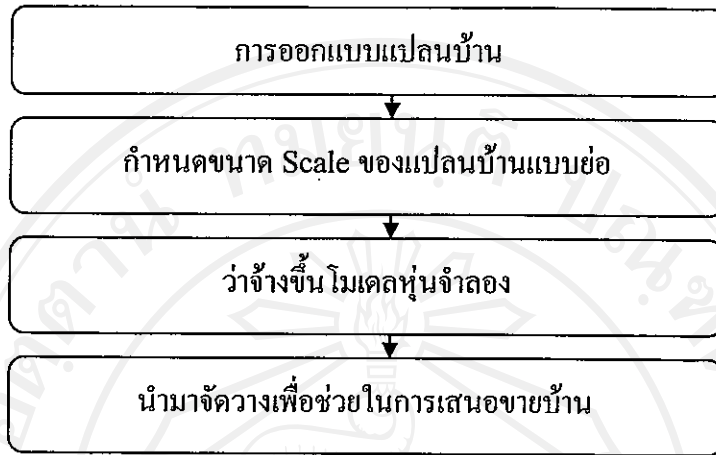 การออกแบบแปลนบ้าน
กำหนดขนาด Scale ของแปลนบ้านแบบย่อ
ว่าจ้างขึ้นโมเดลหุ่นจำลอง
นำมาจัดวางเพื่อช่วยในการเสนอขายบ้าน